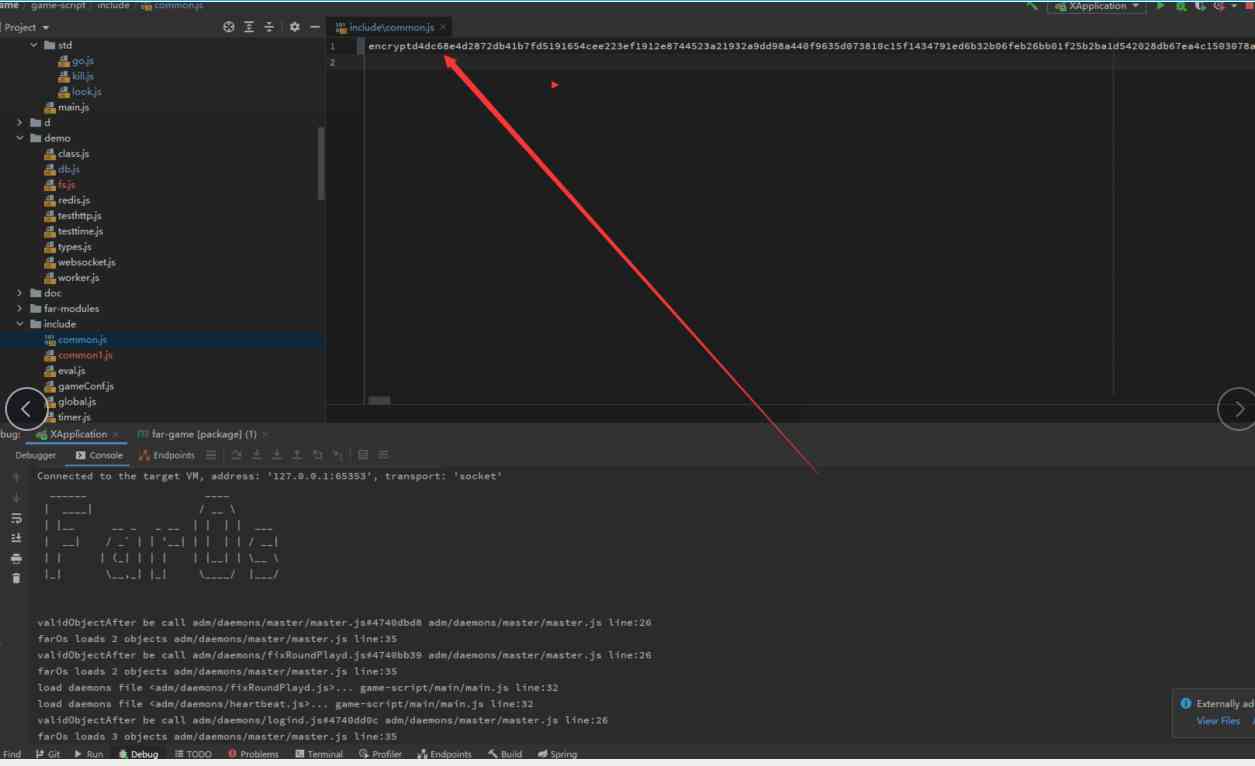 ame game-script include common.js XApplication
Project
include\common.js
std
go.js
kill.js
look.js
main.js
d
demo
class.js
db.js
fs.js
redis.js
testhttp.js
testtime.js
types.js
websocket.js
worker.js
doc
far-modules
include
common.js
common1.js
eval.js
gameConf.js
global.js
timer.js
1
2
bug: XApplication far-game [package] (1)
Debugger Console Endpoints
Connected to the target VM, address: '127.0.0.1:65353', transport: 'socket'
validObjectAfter be call adm/daemons/master/master.js#4740dbd8 adm/daemons/master/master.js line:26
farOs loads 2 objects adm/daemons/master/master.js line:35
validObjectAfter be call adm/daemons/fixRoundPlayd.js#4740bb39 adm/daemons/master/master.js line:26
farOs loads 2 objects adm/daemons/master/master.js line:35
load daemons file <adm/daemons/fixRoundPlayd.js>... game-script/main/main.js line:32
load daemons file <adm/daemons/heartbeat.js>... game-script/main/main.js line:32
validObjectAfter be call adm/daemons/logind.js#4740dd0c adm/daemons/master/master.js line:26
farOs loads 3 objects adm/daemons/master/master.js line:35
Externally ad
View Files
Find Git Run Debug TODO Problems Terminal Profiler Endpoints Build Spring